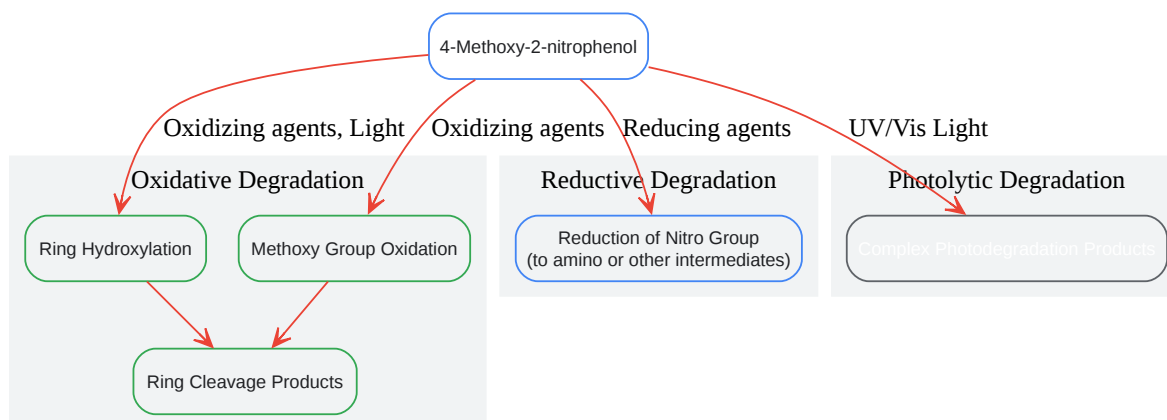 4-Methoxy-2-nitrophenol
Oxidizing agents, Light
Oxidizing agents
Reducing agents
UV/Vis Light
Oxidative Degradation
Reductive Degradation
Photolytic Degradation
Ring Hydroxylation
Methoxy Group Oxidation
Reduction of Nitro Group
(to amino or other intermediates)
Complex Photodegradation Products
Ring Cleavage Products